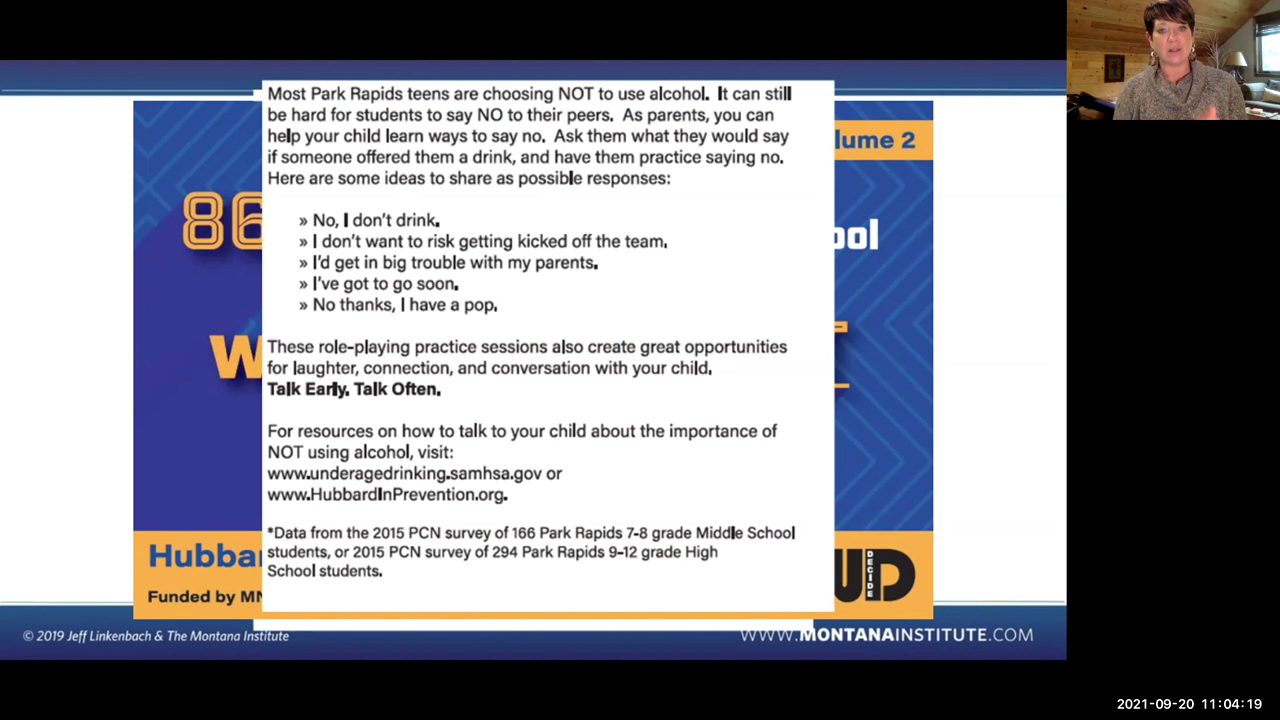 Most Park Rapids teens are choosing NOT to use alcohol. It can still
be hard for students to say NO to their peers. As parents, you can
help your child learn ways to say no. Ask them what they would say
if someone offered them a drink, and have them practice saying no.
Here are some ideas to share as possible responses:
» No, I don't drink.
» I don't want to risk getting kicked off the team.
» I'd get in big trouble with my parents.
» I've got to go soon.
» No thanks, I have a pop.
These role-playing practice sessions also create great opportunities
for laughter, connection, and conversation with your child.
Talk Early. Talk Often.
For resources on how to talk to your child about the importance of
NOT using alcohol, visit:
www.underagedrinking.samhsa.gov or
www.HubbardInPrevention.org.
*Data from the 2015 PCN survey of 166 Park Rapids 7-8 grade Middle School
students, or 2015 PCN survey of 294 Park Rapids 9-12 grade High
School students.
lume 2
86
ool
W
Hubba
Funded by MN
UD
DECIDE
© 2019 Jeff Linkenbach & The Montana Institute
WWW.MONTANAINSTITUTE.COM
2021-09-20 11:04:19